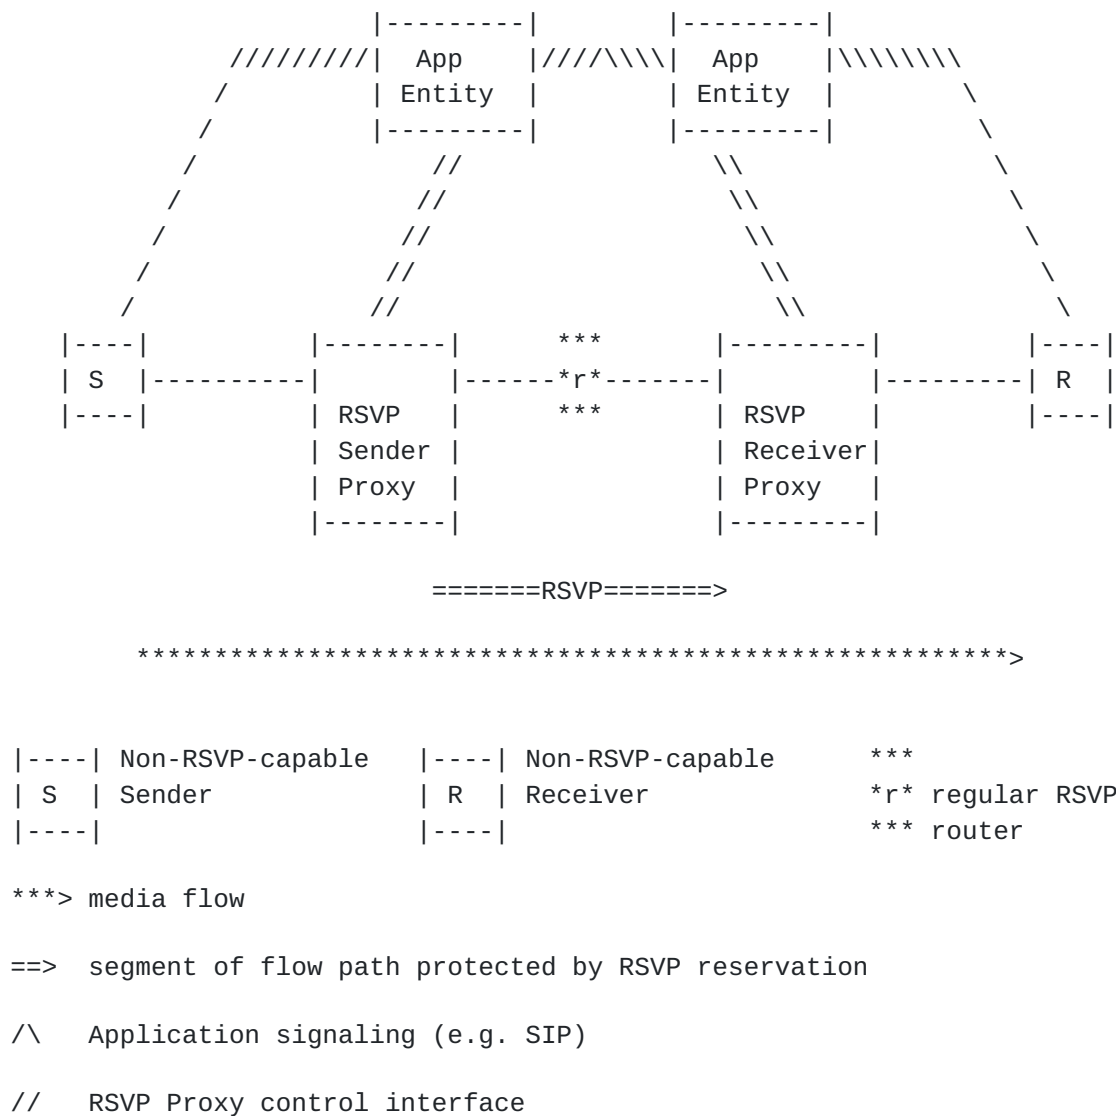 |---------|        |---------|
              /////////|  App    |////\\\\|  App    |\\\\\\\\
             /         | Entity  |        | Entity  |        \
            /          |---------|        |---------|         \
           /               //                \\                \
          /               //                  \\                \
         /               //                    \\                \
        /               //                      \\                \
       /               //                        \\                \
   |----|          |--------|      ***       |---------|         |----|
   | S  |----------|        |------*r*-------|         |---------| R  |
   |----|          | RSVP   |      ***       | RSVP    |         |----|
                   | Sender |                | Receiver|
                   | Proxy  |                | Proxy   |
                   |--------|                |---------|
                          =======RSVP=======>
        ********************************************************>
|----| Non-RSVP-capable   |----| Non-RSVP-capable      ***
| S  | Sender             | R  | Receiver              *r* regular RSVP
|----|                    |----|                       *** router
***> media flow
==>  segment of flow path protected by RSVP reservation
/\   Application signaling (e.g. SIP)
//   RSVP Proxy control interface